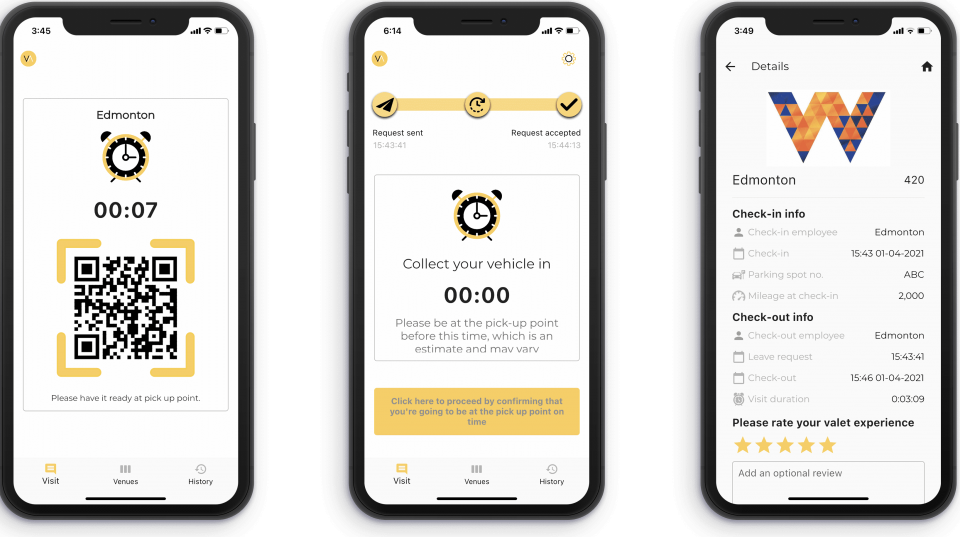 3:45
V
Edmonton
00:07
Please have it ready at pick up point.
Visit
Venues
History
6:14
V
Request sent
Request accepted
15:43:41
15:44:13
Collect your vehicle in
00:00
Please be at the pick-up point
before this time, which is an
estimate and may vary
Click here to proceed by confirming that
you're going to be at the pick up point on
time
Visit
Venues
History
3:49
Details
W
Edmonton 420
Check-in info
Check-in employee Edmonton
Check-in 15:43 01-04-2021
Parking spot no. ABC
Mileage at check-in 2,000
Check-out info
Check-out employee Edmonton
Leave request 15:43:41
Check-out 15:46 01-04-2021
Visit duration 0:03:09
Please rate your valet experience
Add an optional review